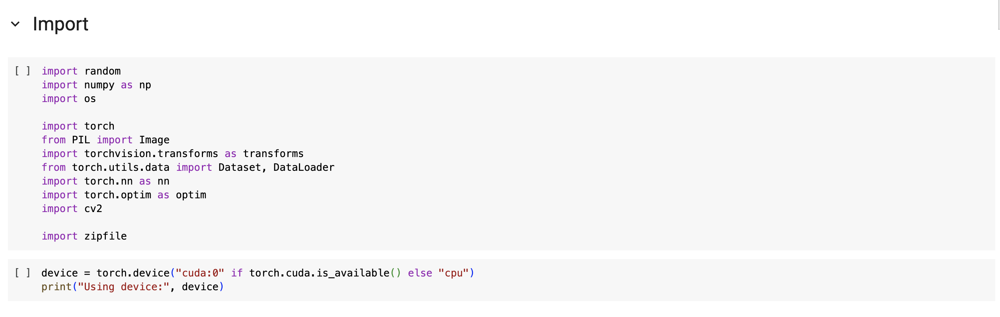 Import
[ ] import random
import numpy as np
import os
import torch
from PIL import Image
import torchvision.transforms as transforms
from torch.utils.data import Dataset, DataLoader
import torch.nn as nn
import torch.optim as optim
import cv2
import zipfile
[ ] device = torch.device("cuda:0" if torch.cuda.is_available() else "cpu")
print("Using device:", device)